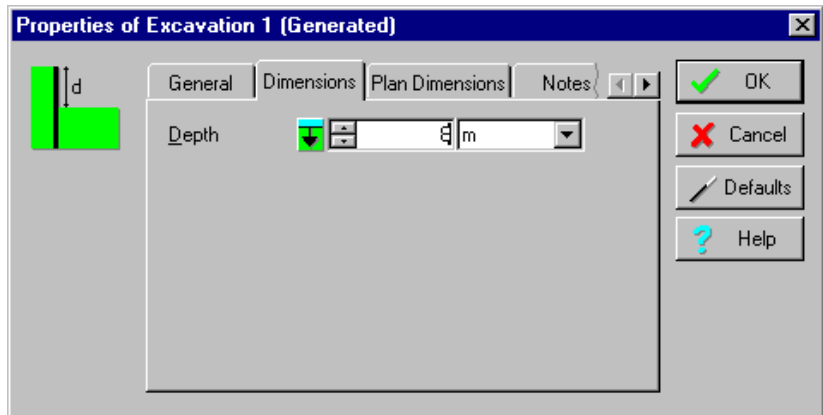 Properties of Excavation 1 (Generated)
d
General Dimensions Plan Dimensions Notes
Depth m
OK
Cancel
Defaults
Help